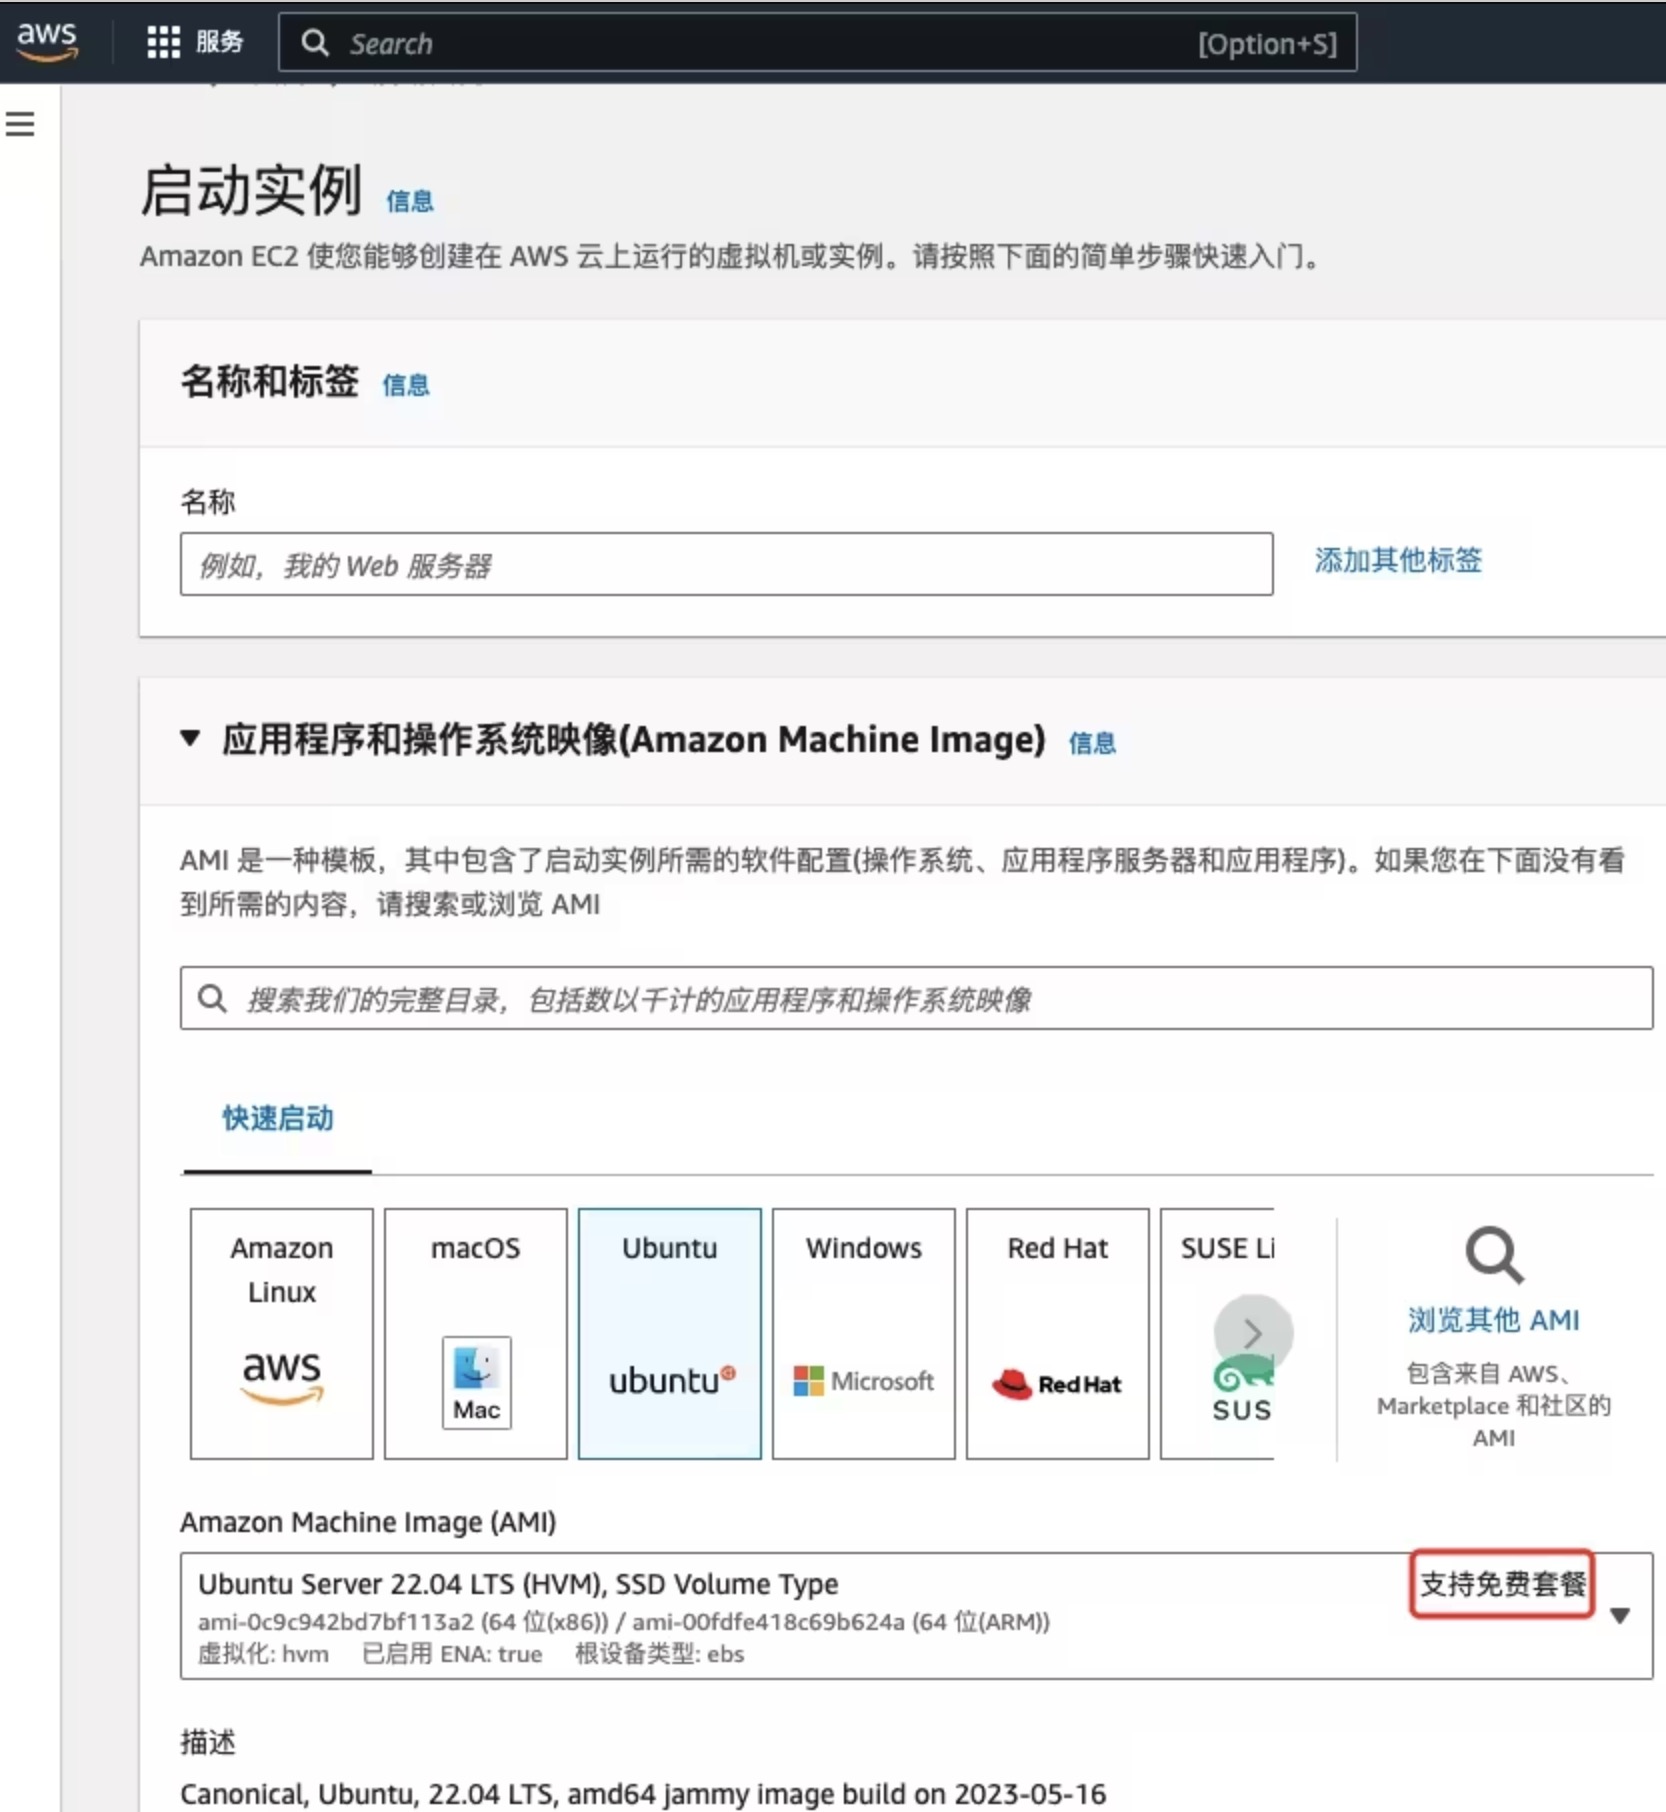 aws
服务
Search
[Option+S]
启动实例 信息
Amazon EC2 使您能够创建在 AWS 云上运行的虚拟机或实例。请按照下面的简单步骤快速入门。
名称和标签 信息
名称
例如，我的 Web 服务器
添加其他标签
应用程序和操作系统映像(Amazon Machine Image) 信息
AMI 是一种模板，其中包含了启动实例所需的软件配置(操作系统、应用程序服务器和应用程序)。如果您在下面没有看
到所需的内容，请搜索或浏览 AMI
搜索我们的完整目录，包括数以千计的应用程序和操作系统映像
快速启动
Amazon
Linux
aws
macOS
Mac
Ubuntu
ubuntu
Windows
Microsoft
Red Hat
RedHat
SUSE Li
SUS
浏览其他 AMI
包含来自 AWS、
Marketplace 和社区的
AMI
Amazon Machine Image (AMI)
Ubuntu Server 22.04 LTS (HVM), SSD Volume Type
支持免费套餐
ami-0c9c942bd7bf113a2 (64 位(x86)) / ami-00fdfe418c69b624a (64 位(ARM))
虚拟化: hvm 已启用 ENA: true 根设备类型: ebs
描述
Canonical, Ubuntu, 22.04 LTS, amd64 jammy image build on 2023-05-16